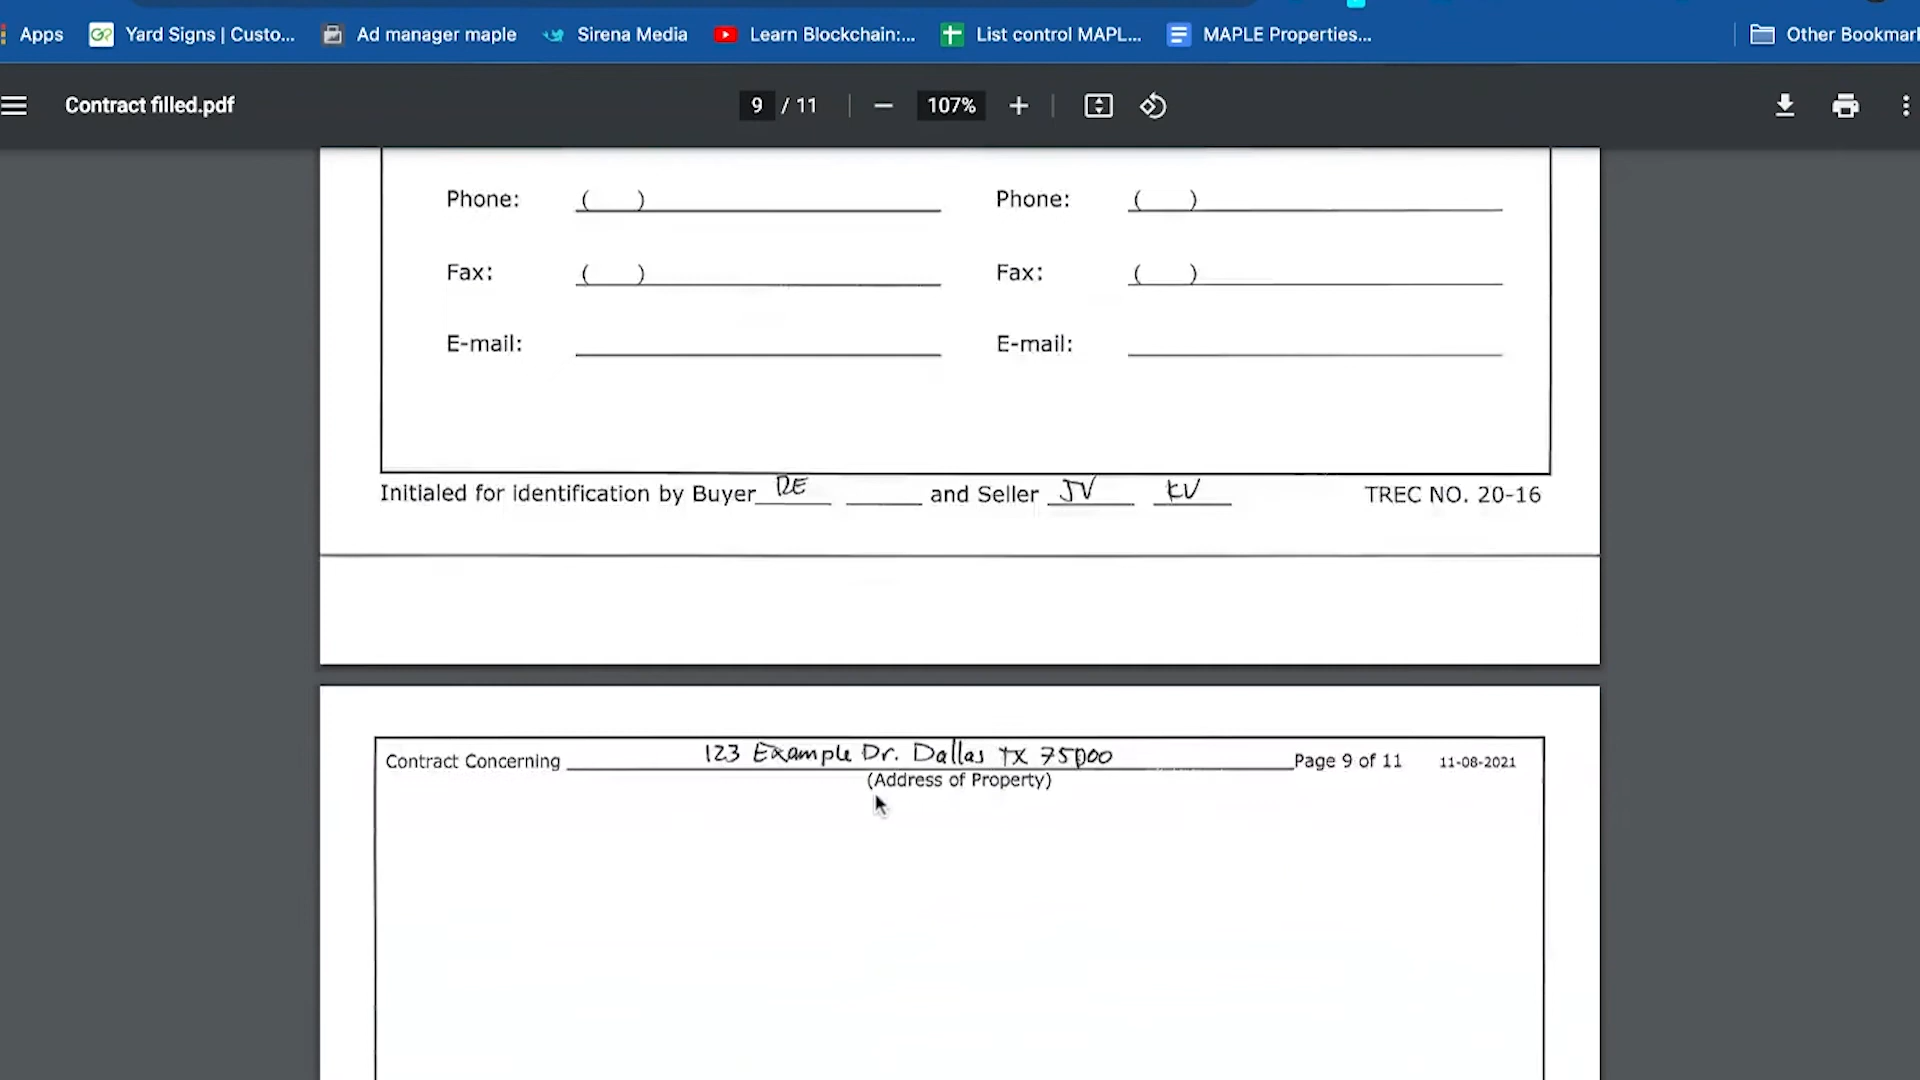 Apps Yard Signs | Custo... Ad manager maple Sirena Media Learn Blockchain:... List control MAPL... MAPLE Properties... Other Bookmark
Contract filled.pdf 9 / 11 107%
Phone: ( ) Phone: ( )
Fax: ( ) Fax: ( )
E-mail: E-mail:
Initialed for identification by Buyer RE and Seller JV KV TREC NO. 20-16
Contract Concerning 123 Example Dr. Dallas TX 75000 Page 9 of 11 11-08-2021
(Address of Property)